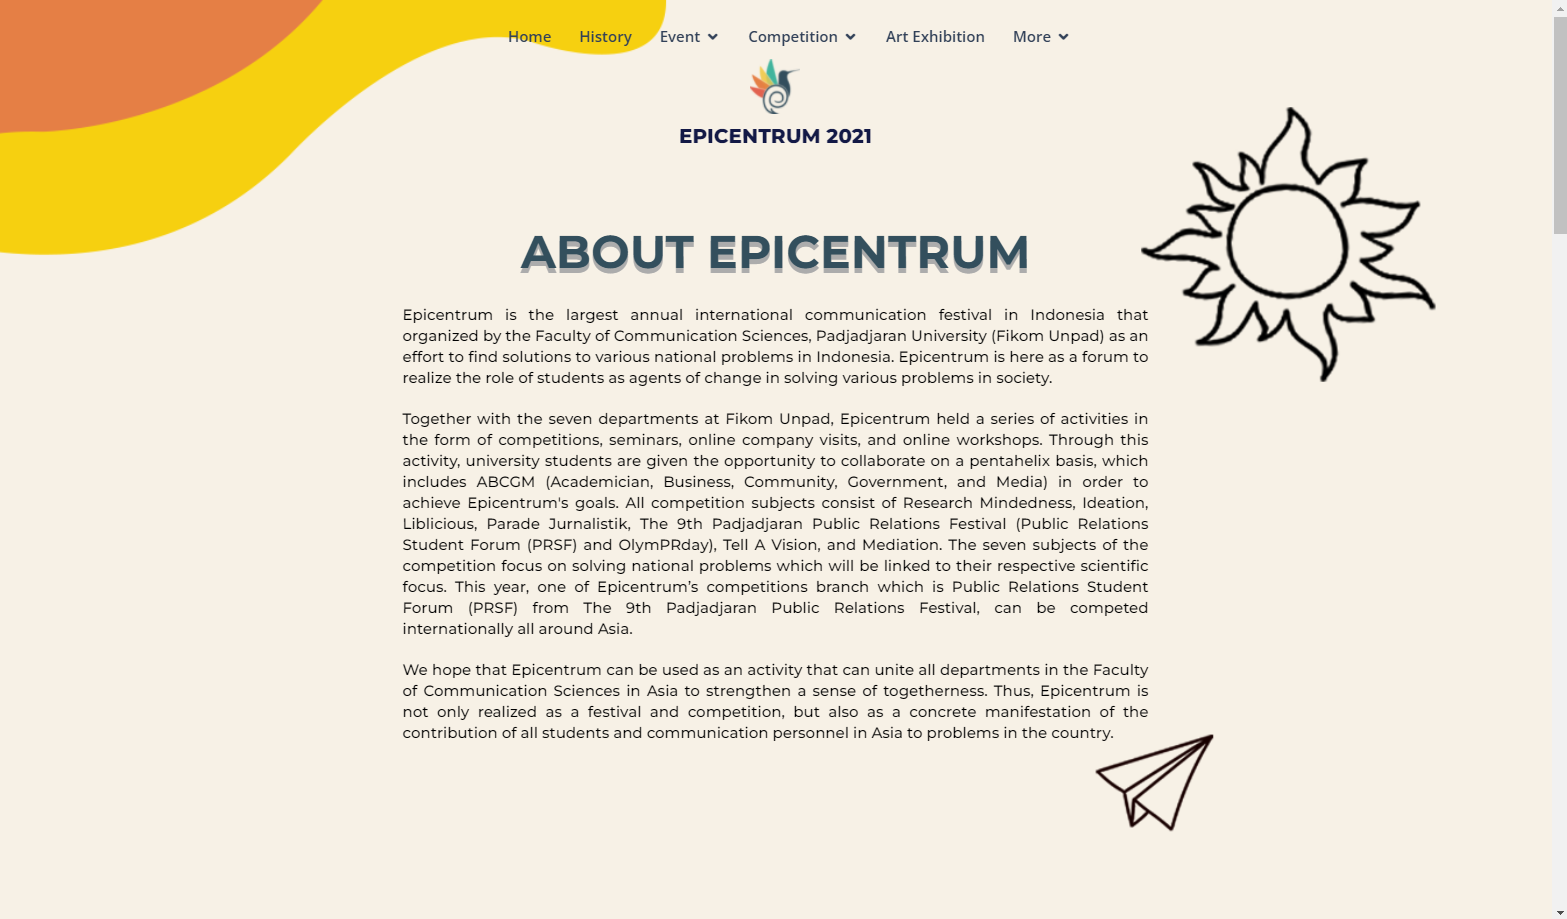 Home History Event Competition Art Exhibition More
EPICENTRUM 2021
ABOUT EPICENTRUM
Epicentrum is the largest annual international communication festival in Indonesia that
organized by the Faculty of Communication Sciences, Padjadjaran University (Fikom Unpad) as an
effort to find solutions to various national problems in Indonesia. Epicentrum is here as a forum to
realize the role of students as agents of change in solving various problems in society.
Together with the seven departments at Fikom Unpad, Epicentrum held a series of activities in
the form of competitions, seminars, online company visits, and online workshops. Through this
activity, university students are given the opportunity to collaborate on a pentahelix basis, which
includes ABCGM (Academician, Business, Community, Government, and Media) in order to
achieve Epicentrum's goals. All competition subjects consist of Research Mindedness, Ideation,
Liblicious, Parade Jurnalistik, The 9th Padjadjaran Public Relations Festival (Public Relations
Student Forum (PRSF) and OlymPRday), Tell A Vision, and Mediation. The seven subjects of the
competition focus on solving national problems which will be linked to their respective scientific
focus. This year, one of Epicentrum’s competitions branch which is Public Relations Student
Forum (PRSF) from The 9th Padjadjaran Public Relations Festival, can be competed
internationally all around Asia.
We hope that Epicentrum can be used as an activity that can unite all departments in the Faculty
of Communication Sciences in Asia to strengthen a sense of togetherness. Thus, Epicentrum is
not only realized as a festival and competition, but also as a concrete manifestation of the
contribution of all students and communication personnel in Asia to problems in the country.